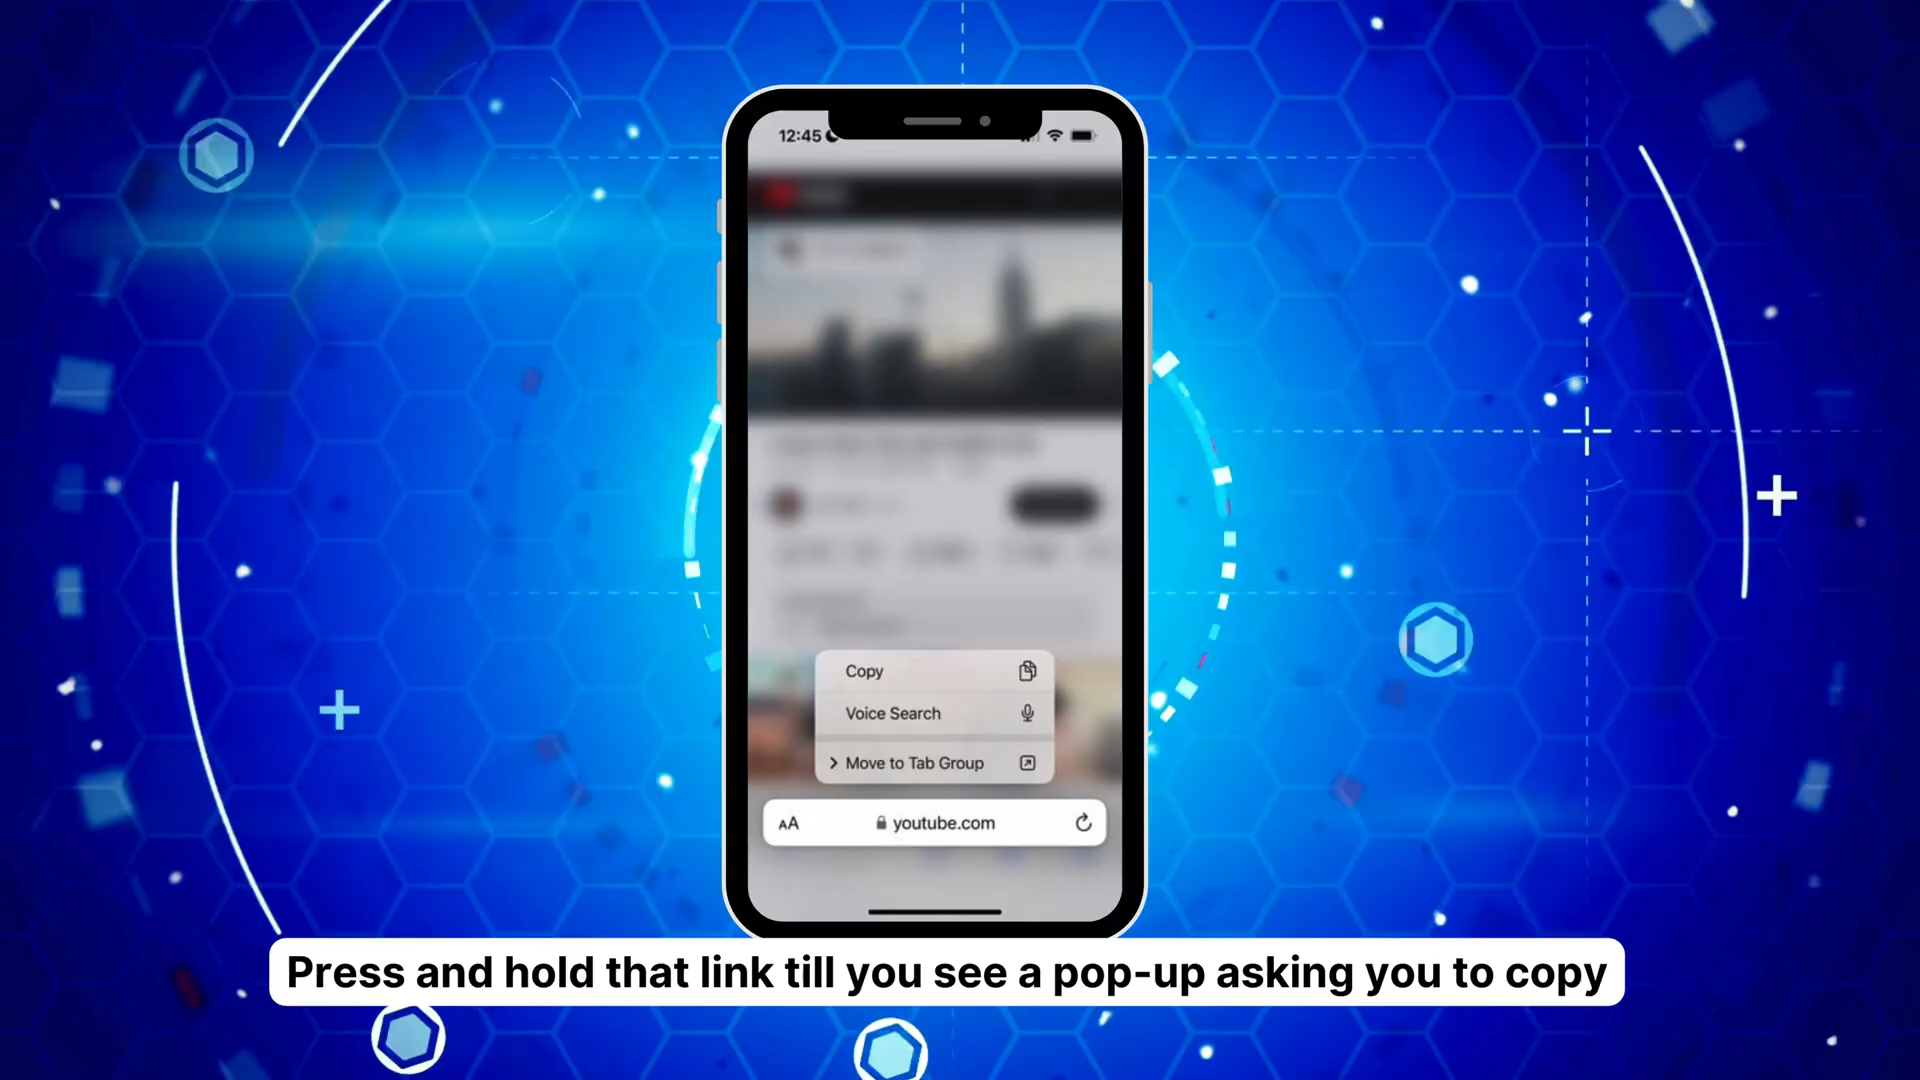 12:45
Copy
Voice Search
Move to Tab Group
AA youtube.com
Press and hold that link till you see a pop-up asking you to copy